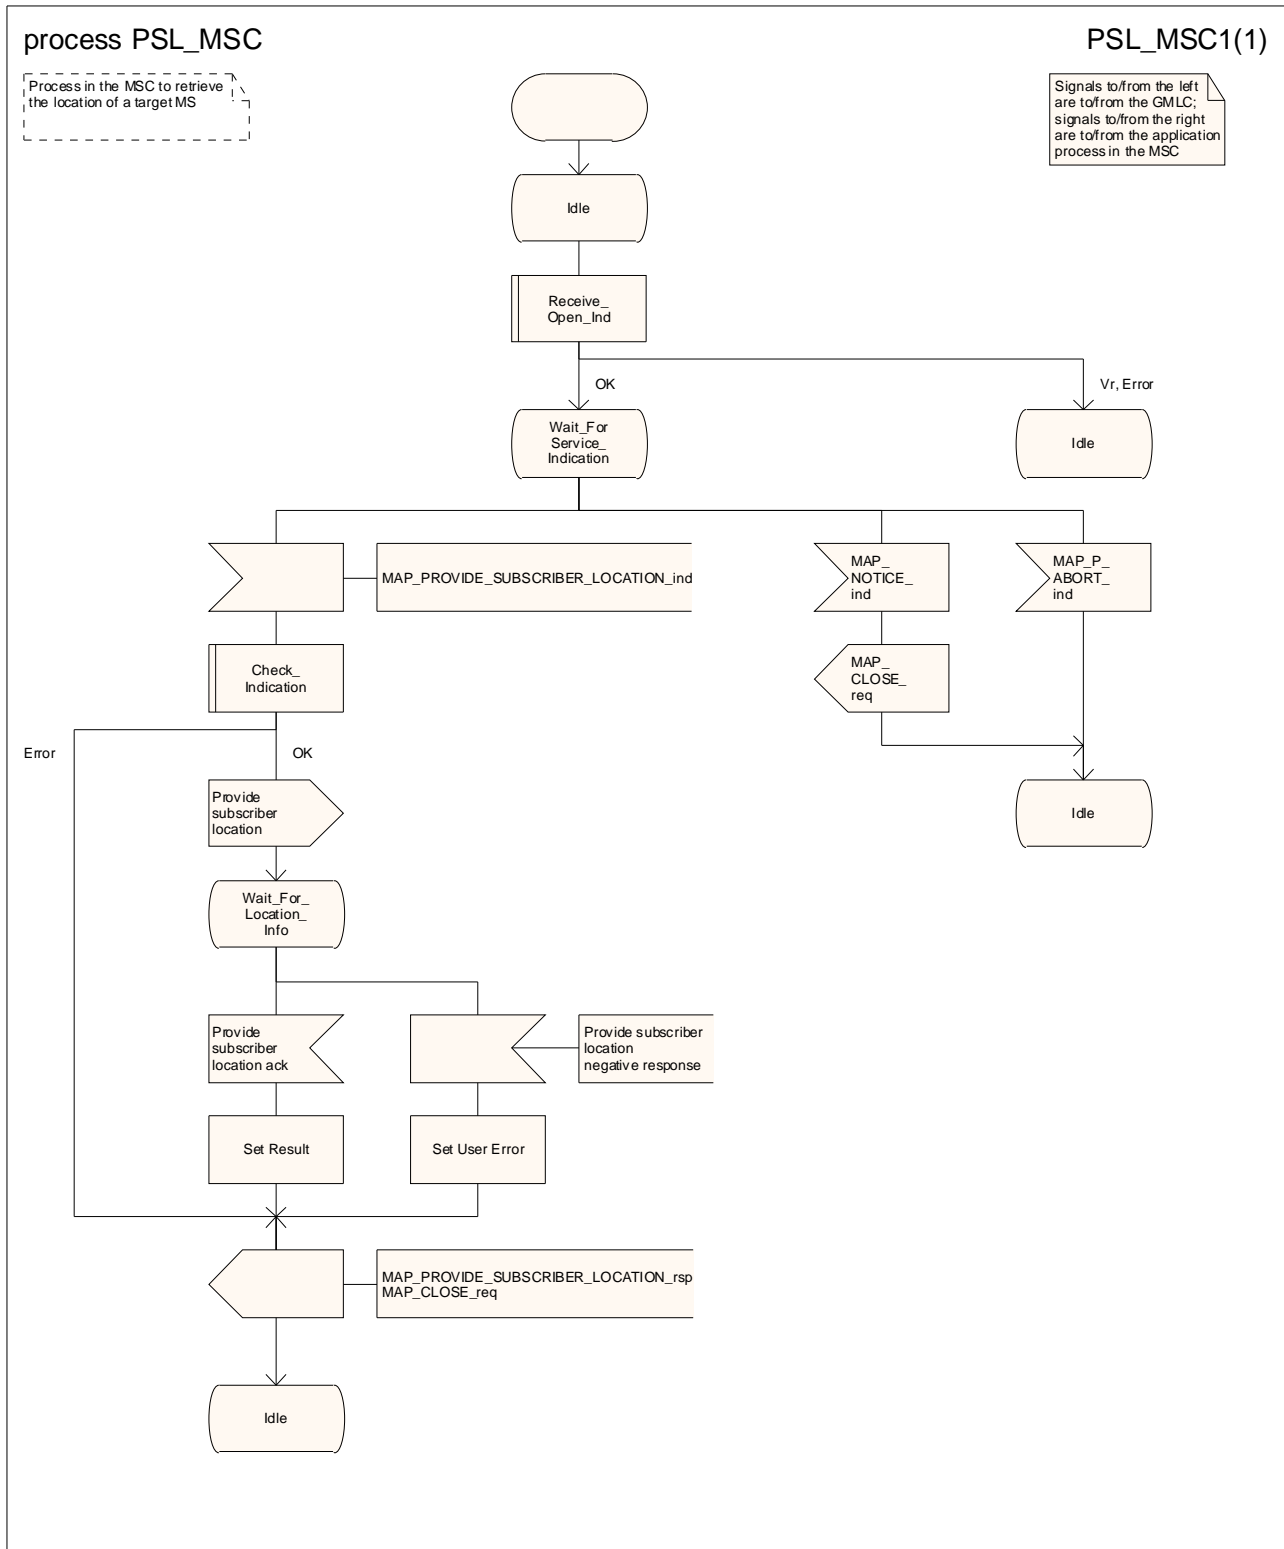 process PSL_MSC
PSL_MSC1(1)
Process in the MSC to retrieve
the location of a target MS
Signals to/from the left
are to/from the GMLC;
signals to/from the right
are to/from the application
process in the MSC
Idle
Receive_
Open_Ind
OK
Vr, Error
Wait_For
Service_
Indication
Idle
MAP_PROVIDE_SUBSCRIBER_LOCATION_ind
MAP_
NOTICE_
ind
MAP_P_
ABORT_
ind
Check_
Indication
MAP_
CLOSE_
req
Error
OK
Provide
subscriber
location
Idle
Wait_For_
Location_
Info
Provide
subscriber
location ack
Provide subscriber
location
negative response
Set Result
Set User Error
MAP_PROVIDE_SUBSCRIBER_LOCATION_rsp
MAP_CLOSE_req
Idle